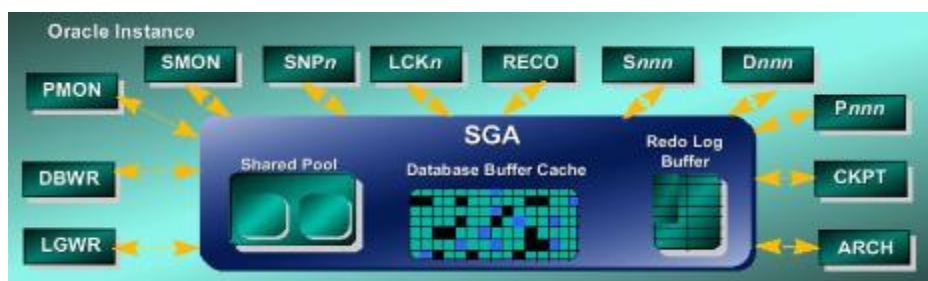 Oracle Instance
SMON
SNPn
LCKn
RECO
Snnn
Dnnn
PMON
Pnnn
SGA
Shared Pool
Database Buffer Cache
Redo Log
Buffer
DBWR
CKPT
LGWR
ARCH